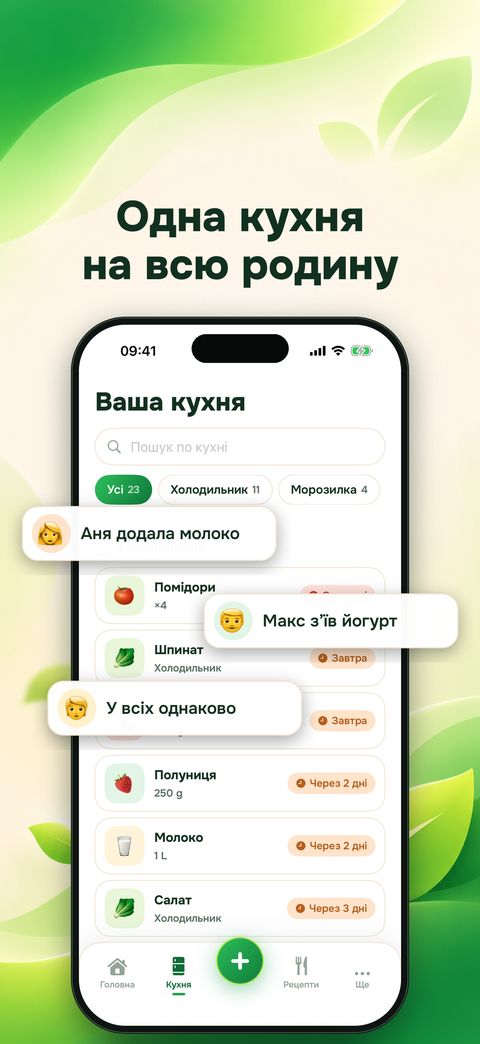 Одна кухня
на всю родину
09:41
Ваша кухня
Пошук по кухні
Усі 23
Холодильник 11
Морозилка 4
Аня додала молоко
Помідори
×4
Макс з'їв йогурт
Шпинат
Холодильник
Завтра
У всіх однаково
Завтра
Полуниця
250 g
Через 2 дні
Молоко
1 L
Через 2 дні
Салат
Холодильник
Через 3 дні
Головна
Кухня
Рецепти
Ще